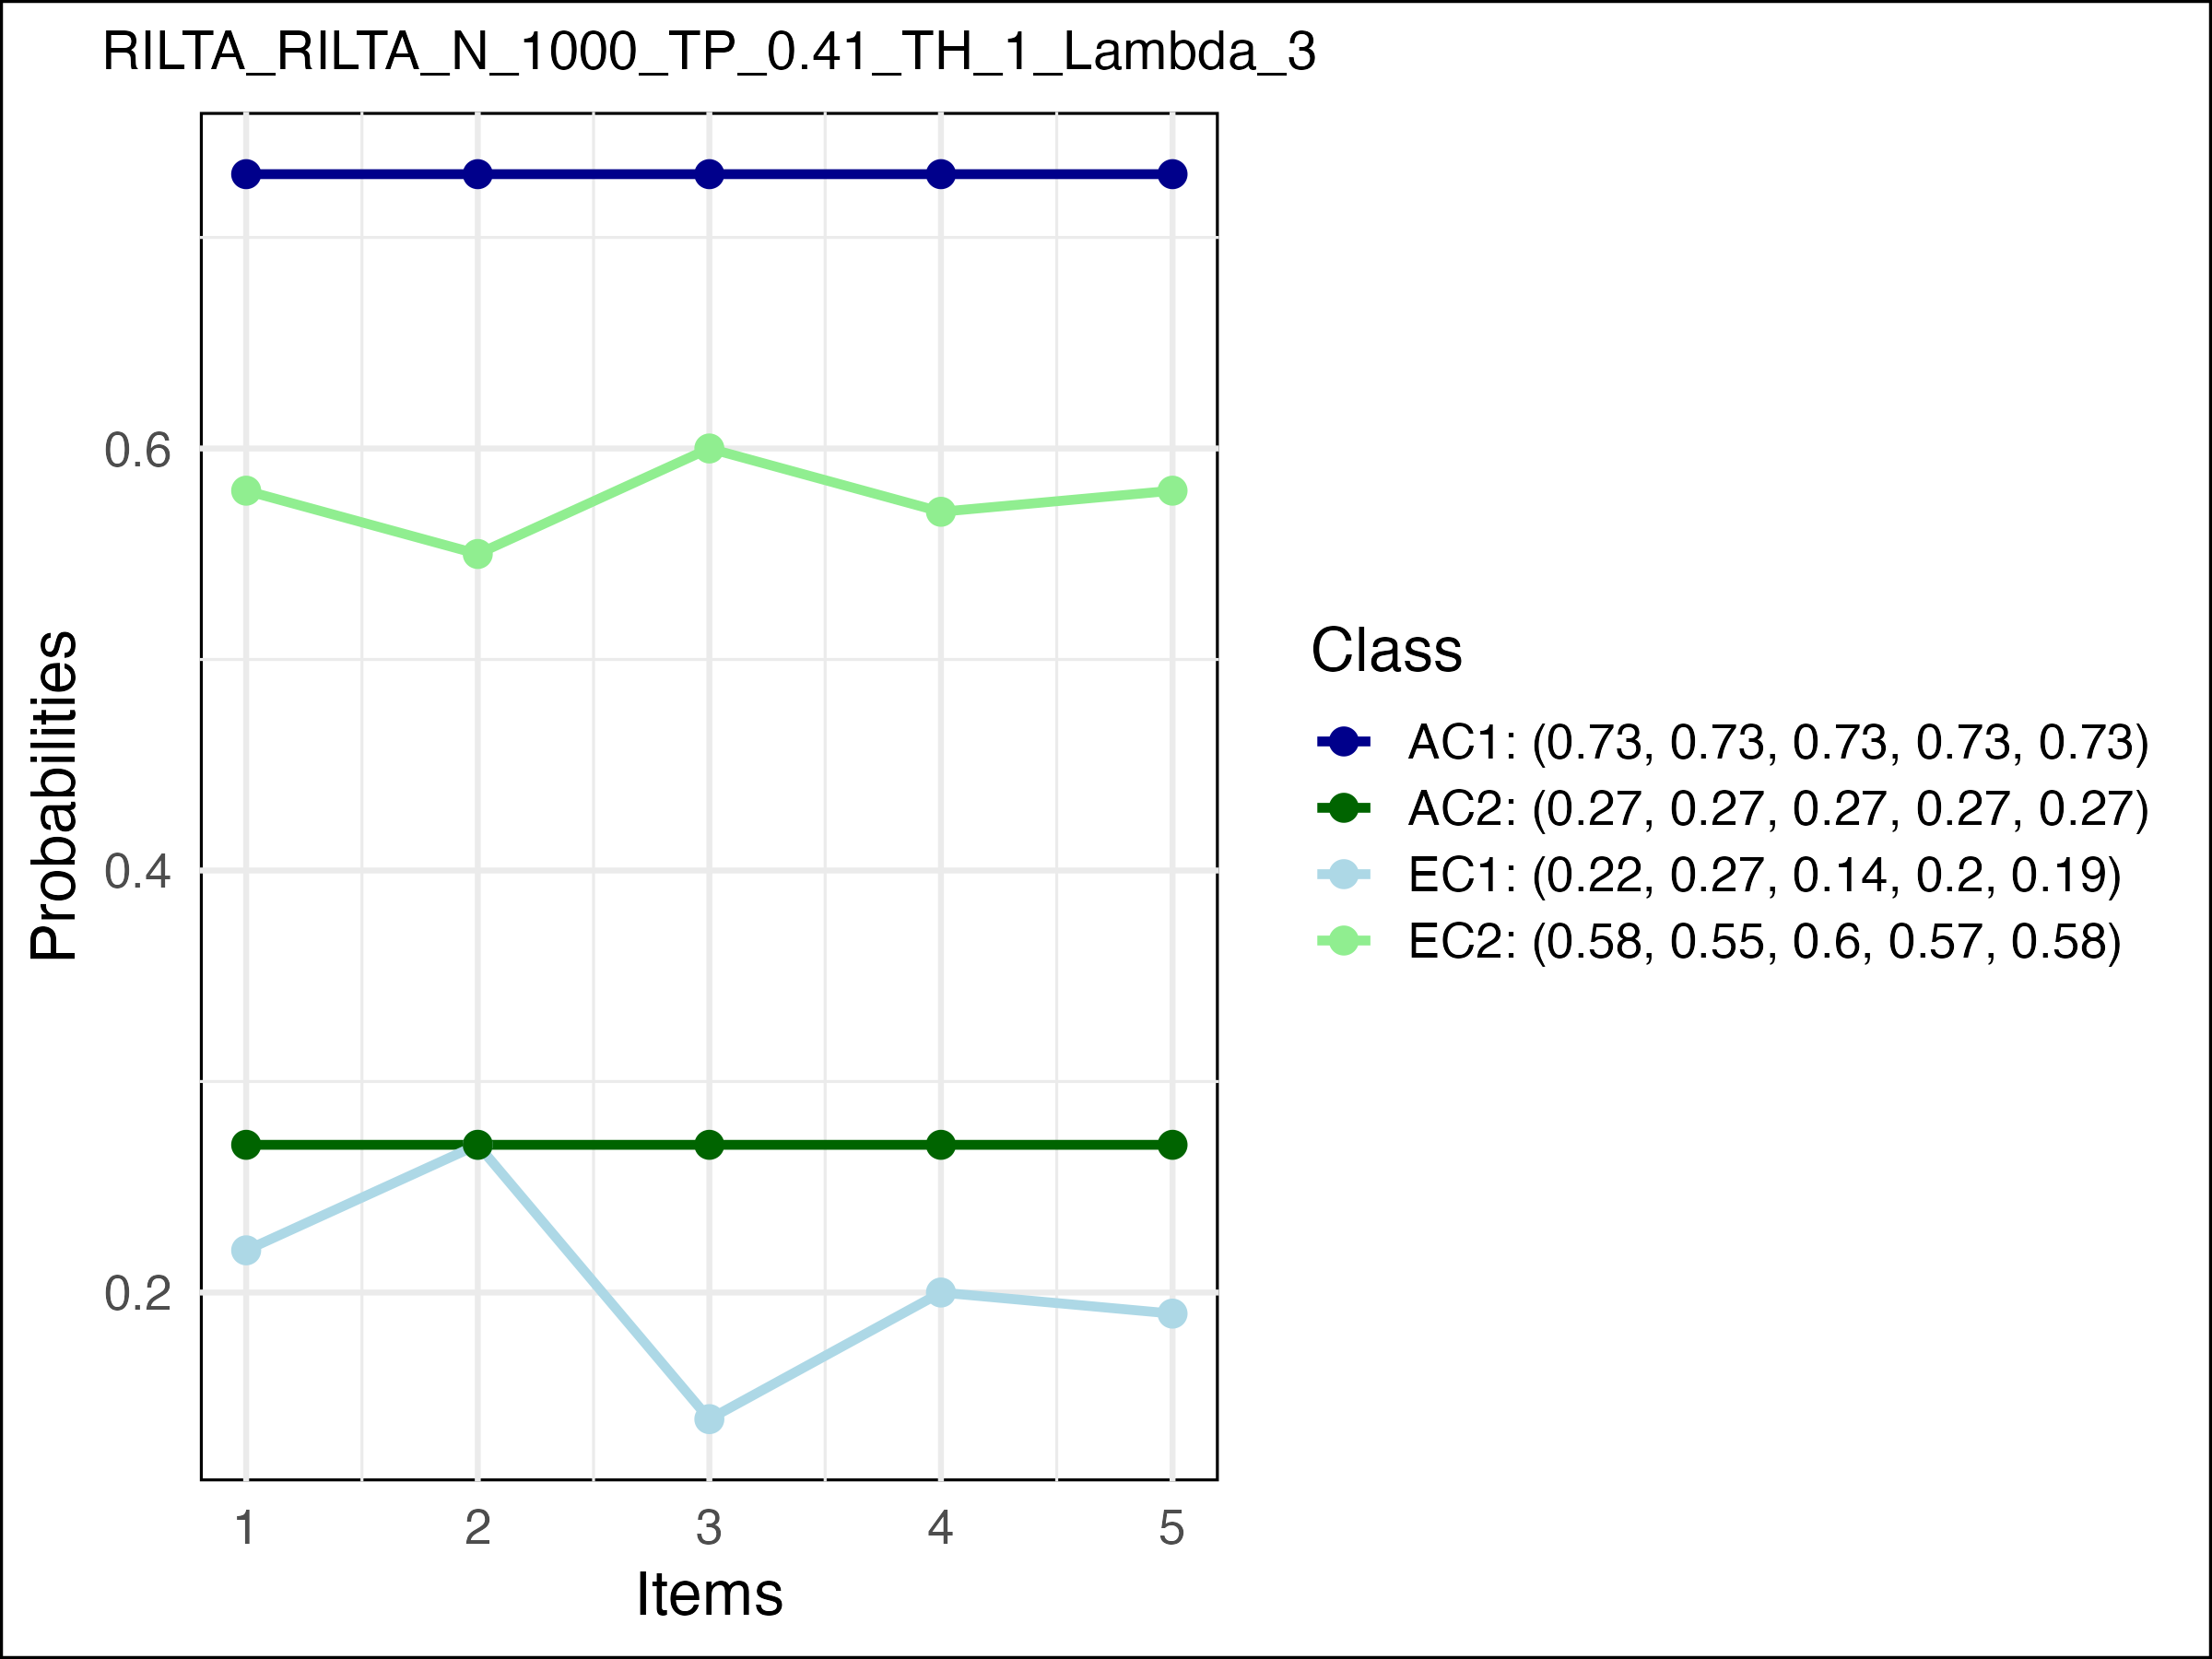 RILTA_RILTA_N_1000_TP_0.41_TH_1_Lambda_3
Probabilities
0.6
0.4
0.2
1 2 3 4 5
Items
Class
AC1: (0.73, 0.73, 0.73, 0.73, 0.73)
AC2: (0.27, 0.27, 0.27, 0.27, 0.27)
EC1: (0.22, 0.27, 0.14, 0.2, 0.19)
EC2: (0.58, 0.55, 0.6, 0.57, 0.58)